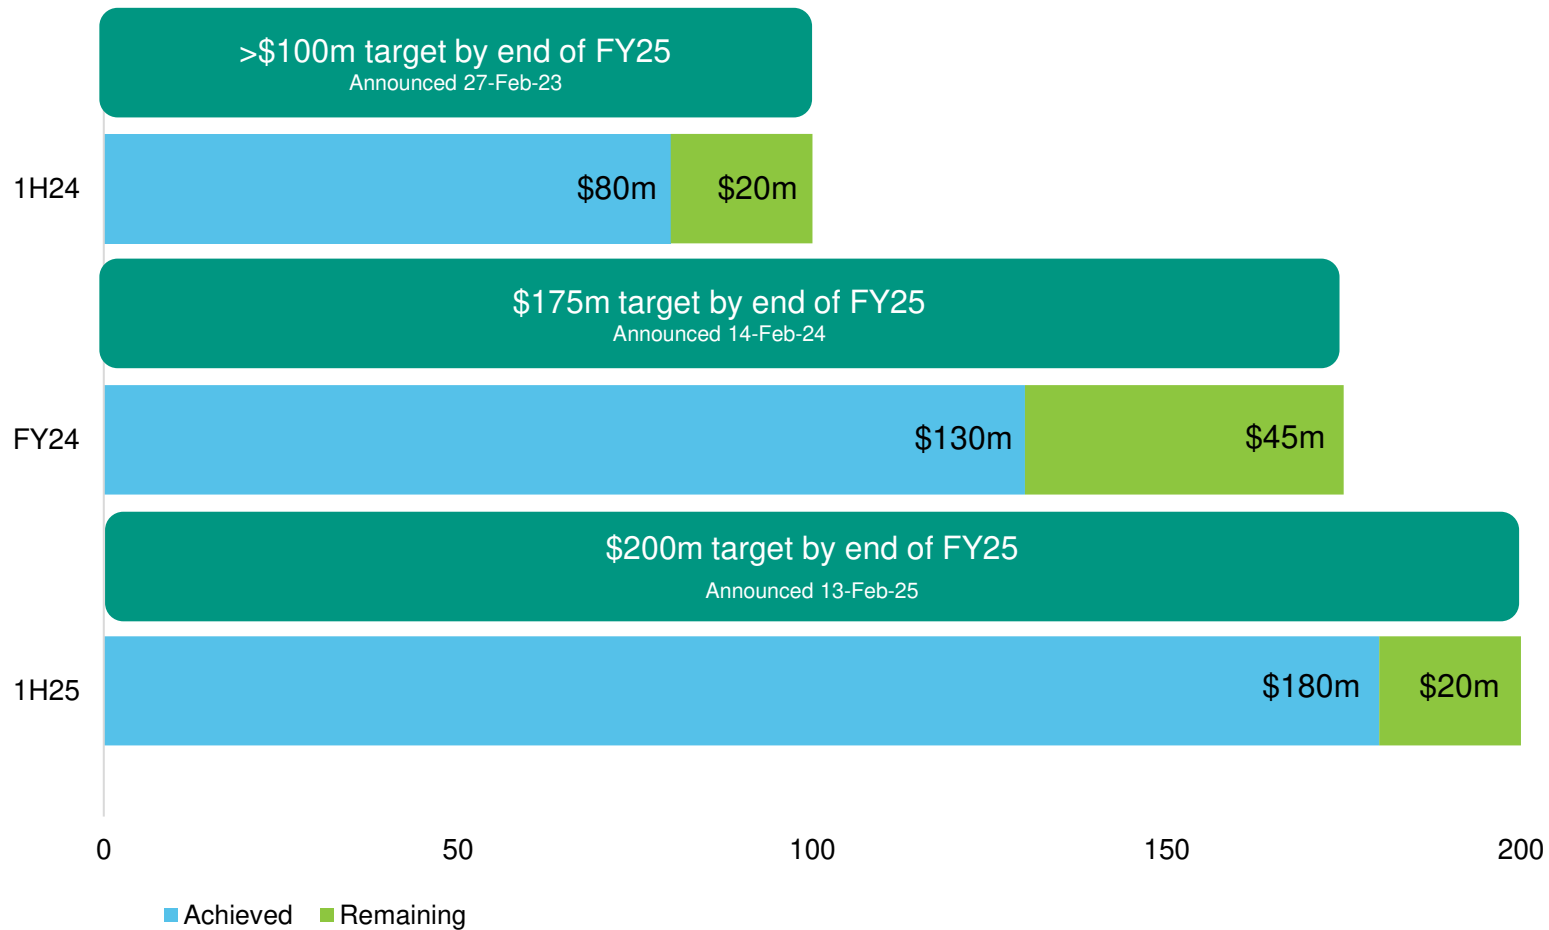 >$100m target by end of FY25
Announced 27-Feb-23
1H24
$80m
$20m
$175m target by end of FY25
Announced 14-Feb-24
FY24
$130m
$45m
$200m target by end of FY25
Announced 13-Feb-25
1H25
$180m
$20m
0 50 100 150 200
Achieved Remaining